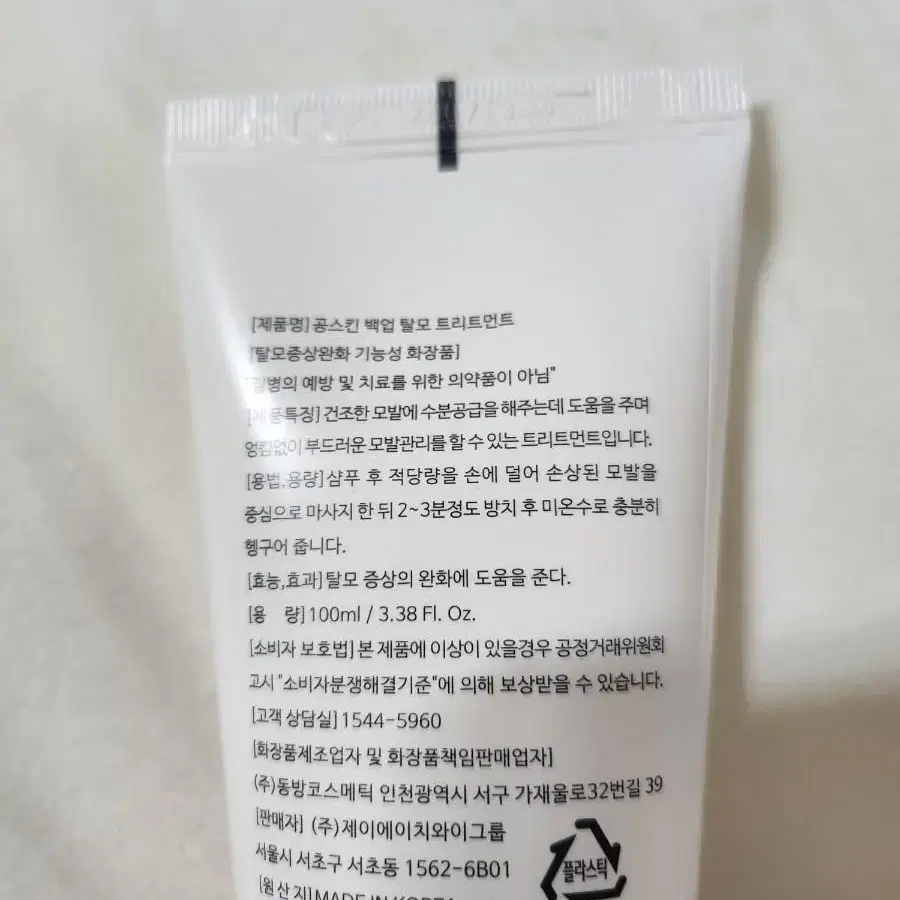 [제품명]공스킨 백업 탈모 트리트먼트
[탈모증상완화 기능성 화장품]
"질병의 예방 및 치료를 위한 의약품이 아님"
[제품특징] 건조한 모발에 수분공급을 해주는데 도움을 주며
엉킴없이 부드러운 모발관리를 할 수 있는 트리트먼트입니다.
[용법,용량] 샴푸 후 적당량을 손에 덜어 손상된 모발을
중심으로 마사지 한 뒤 2~3분정도 방치 후 미온수로 충분히
헹구어 줍니다.
[효능,효과] 탈모 증상의 완화에 도움을 준다.
[용 량] 100ml / 3.38 Fl. Oz.
[소비자 보호법] 본 제품에 이상이 있을경우 공정거래위원회
고시 "소비자분쟁해결기준"에 의해 보상받을 수 있습니다.
[고객 상담실] 1544-5960
[화장품제조업자 및 화장품책임판매업자]
(주)동방코스메틱 인천광역시 서구 가재울로32번길 39
[판매자] (주)제이에이치와이그룹
서울시 서초구 서초동 1562-6B01
플라스틱
[원 산 지] MADE IN KOREA